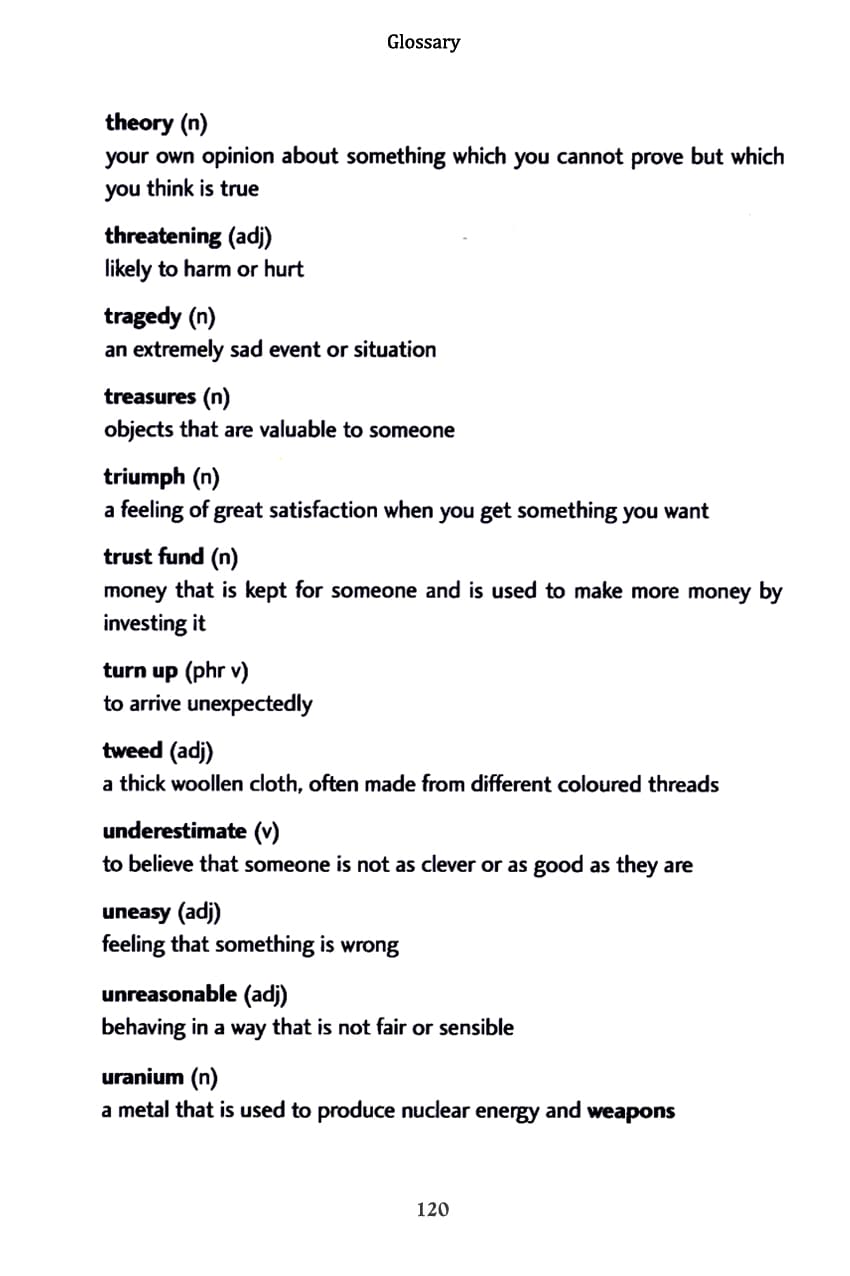 Glossary
theory (n)
your own opinion about something which you cannot prove but which
you think is true
threatening (adj)
likely to harm or hurt
tragedy (n)
an extremely sad event or situation
treasures (n)
objects that are valuable to someone
triumph (n)
a feeling of great satisfaction when you get something you want
trust fund (n)
money that is kept for someone and is used to make more money by
investing it
turn up (phr v)
to arrive unexpectedly
tweed (adj)
a thick woollen cloth, often made from different coloured threads
underestimate (v)
to believe that someone is not as clever or as good as they are
uneasy (adj)
feeling that something is wrong
unreasonable (adj)
behaving in a way that is not fair or sensible
uranium (n)
a metal that is used to produce nuclear energy and weapons
120